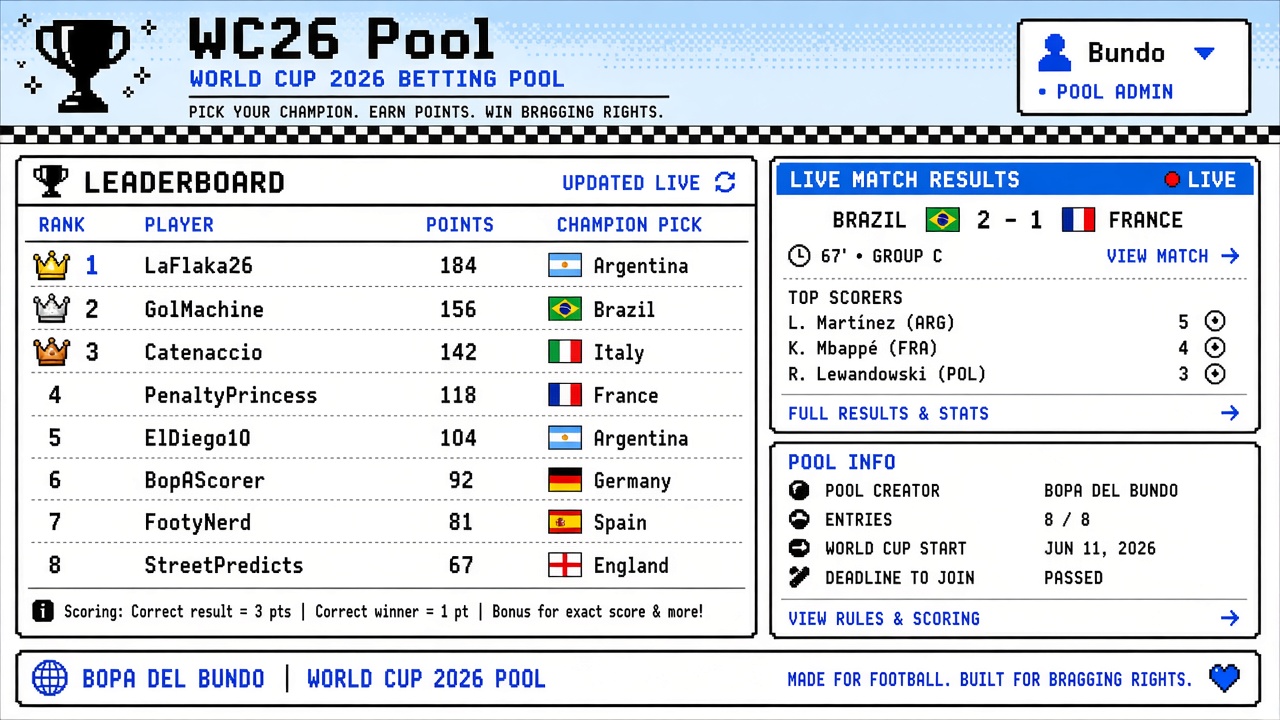 WC26 Pool
WORLD CUP 2026 BETTING POOL
PICK YOUR CHAMPION. EARN POINTS. WIN BRAGGING RIGHTS.
Bundo
• POOL ADMIN
LEADERBOARD UPDATED LIVE
RANK PLAYER POINTS CHAMPION PICK
1 LaFlaka26 184 Argentina
2 GolMachine 156 Brazil
3 Catenaccio 142 Italy
4 PenaltyPrincess 118 France
5 ElDiego10 104 Argentina
6 BopAScorer 92 Germany
7 FootyNerd 81 Spain
8 StreetPredicts 67 England
i Scoring: Correct result = 3 pts | Correct winner = 1 pt | Bonus for exact score & more!
LIVE MATCH RESULTS LIVE
BRAZIL 2 - 1 FRANCE
67' • GROUP C VIEW MATCH →
TOP SCORERS
L. Martínez (ARG) 5
K. Mbappé (FRA) 4
R. Lewandowski (POL) 3
FULL RESULTS & STATS →
POOL INFO
POOL CREATOR BOPA DEL BUNDO
ENTRIES 8 / 8
WORLD CUP START JUN 11, 2026
DEADLINE TO JOIN PASSED
VIEW RULES & SCORING →
BOPA DEL BUNDO | WORLD CUP 2026 POOL
MADE FOR FOOTBALL. BUILT FOR BRAGGING RIGHTS.